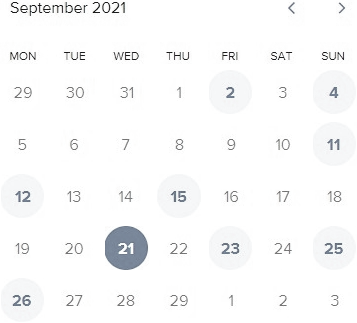 September 2021
MON TUE WED THU FRI SAT SUN
29 30 31 1 2 3 4
5 6 7 8 9 10 11
12 13 14 15 16 17 18
19 20 21 22 23 24 25
26 27 28 29 1 2 3